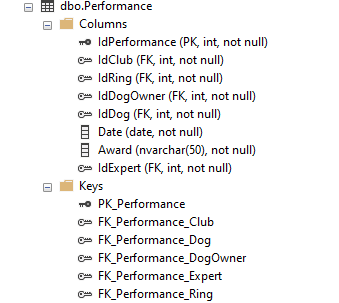 dbo.Performance
Columns
IdPerformance (PK, int, not null)
IdClub (FK, int, not null)
IdRing (FK, int, not null)
IdDogOwner (FK, int, not null)
IdDog (FK, int, not null)
Date (date, not null)
Award (nvarchar(50), not null)
IdExpert (FK, int, not null)
Keys
PK_Performance
FK_Performance_Club
FK_Performance_Dog
FK_Performance_DogOwner
FK_Performance_Expert
FK_Performance_Ring